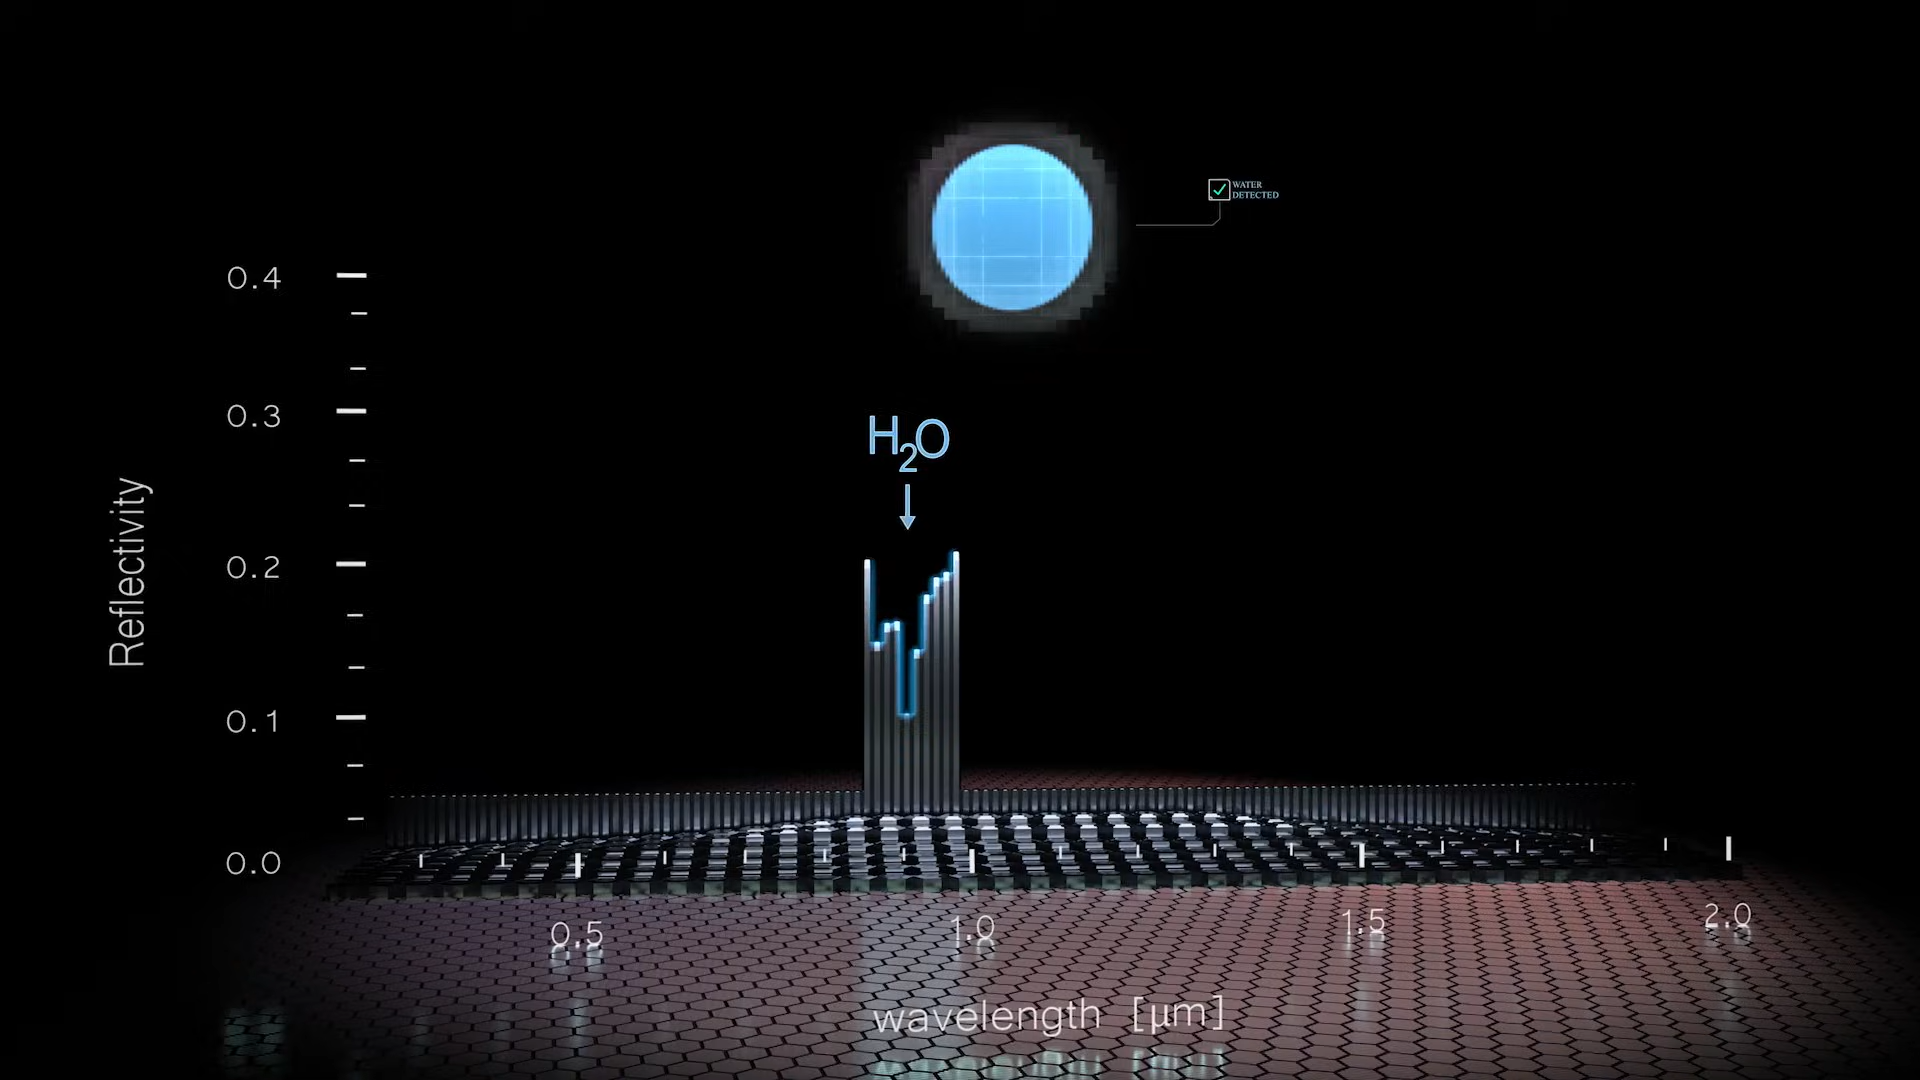 WATER
DETECTED
0.4
H₂O
0.3
0.2
Reflectivity
0.1
0.0
0.5 1.0 1.5 2.0
wavelength [μm]